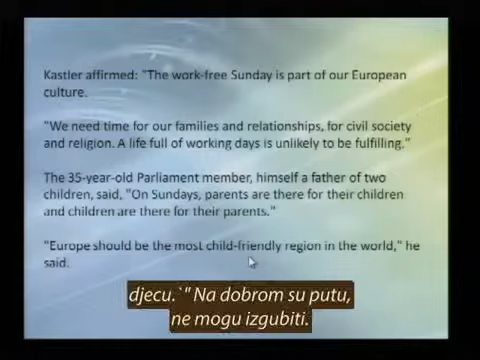 Kastler affirmed: "The work-free Sunday is part of our European
culture.
"We need time for our families and relationships, for civil society
and religion. A life full of working days is unlikely to be fulfilling."
The 35-year-old Parliament member, himself a father of two
children, said, "On Sundays, parents are there for their children
and children are there for their parents."
"Europe should be the most child-friendly region in the world," he
said.
djecu.`" Na dobrom su putu,
ne mogu izgubiti.